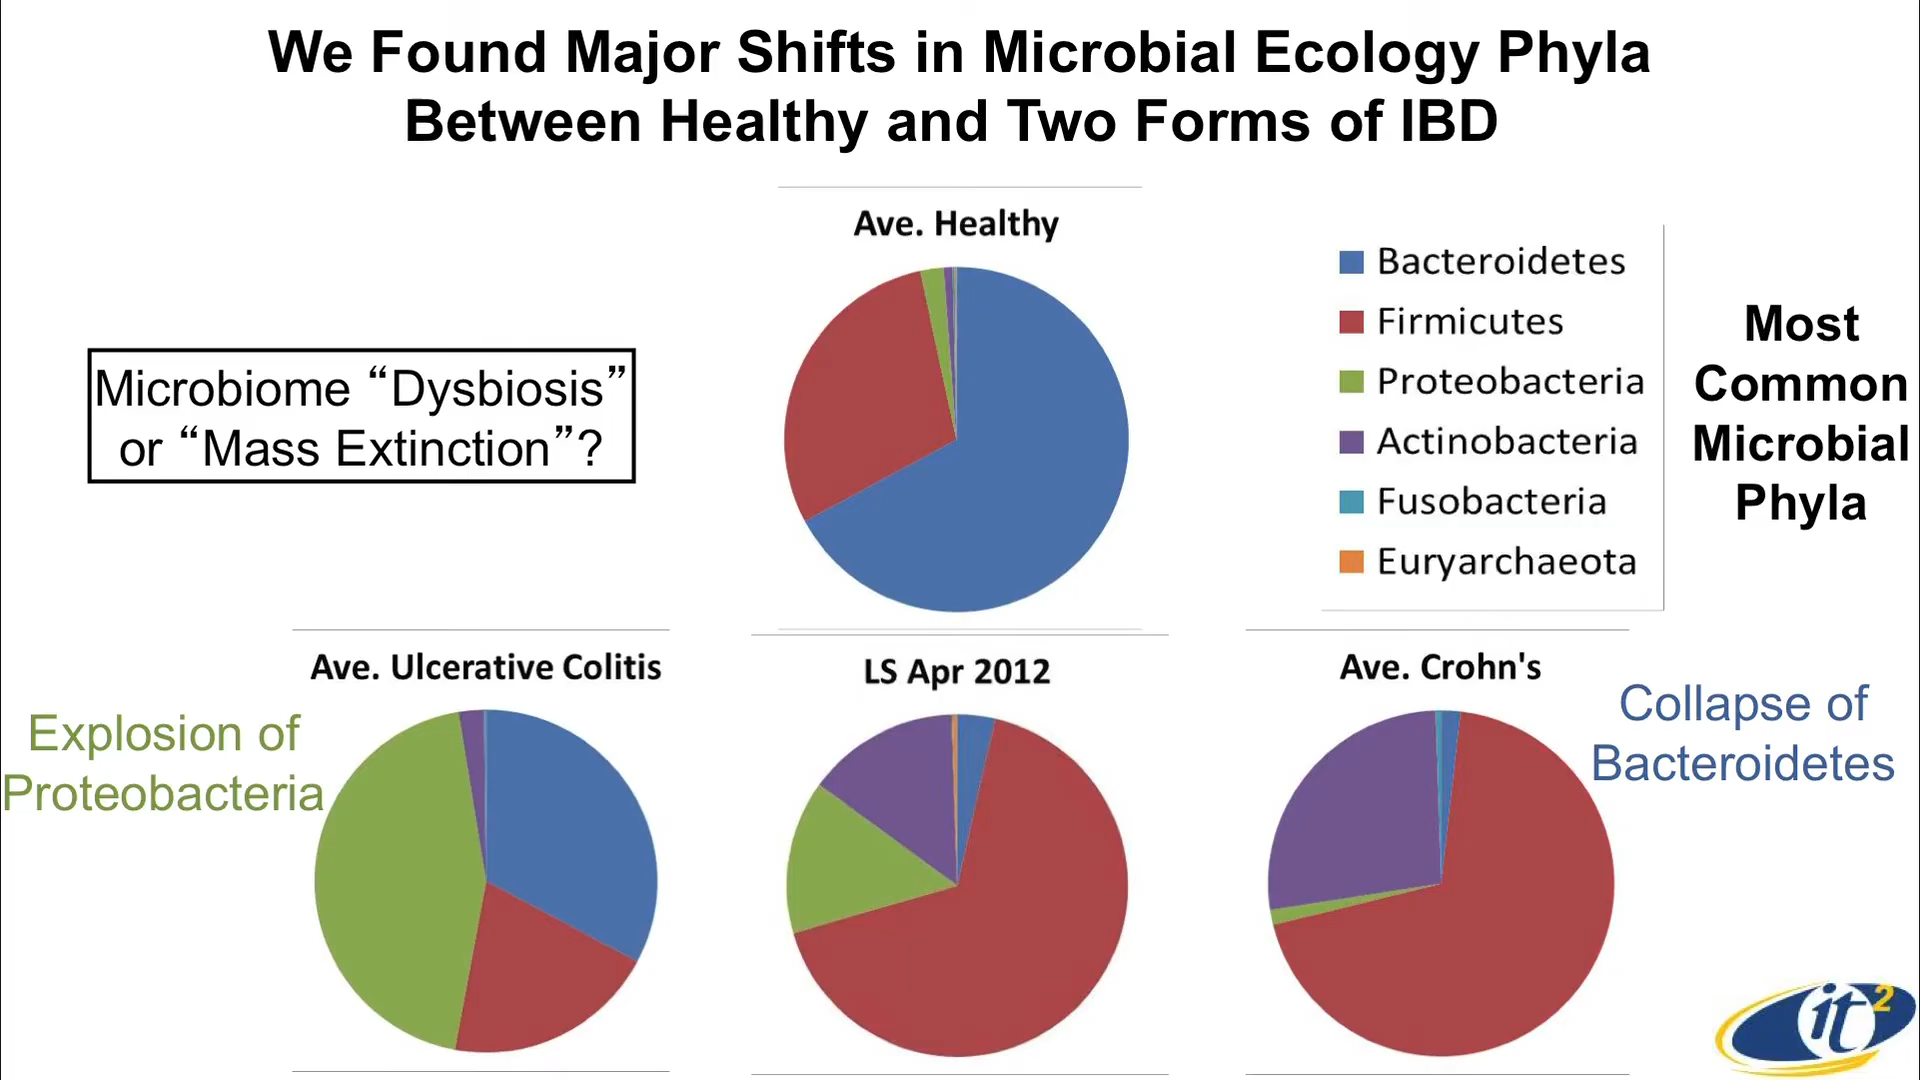 We Found Major Shifts in Microbial Ecology Phyla
Between Healthy and Two Forms of IBD
Ave. Healthy
Microbiome “Dysbiosis”
or “Mass Extinction”?
Bacteroidetes
Firmicutes
Proteobacteria
Actinobacteria
Fusobacteria
Euryarchaeota
Most
Common
Microbial
Phyla
Ave. Ulcerative Colitis
LS Apr 2012
Ave. Crohn's
Explosion of
Proteobacteria
Collapse of
Bacteroidetes
it2